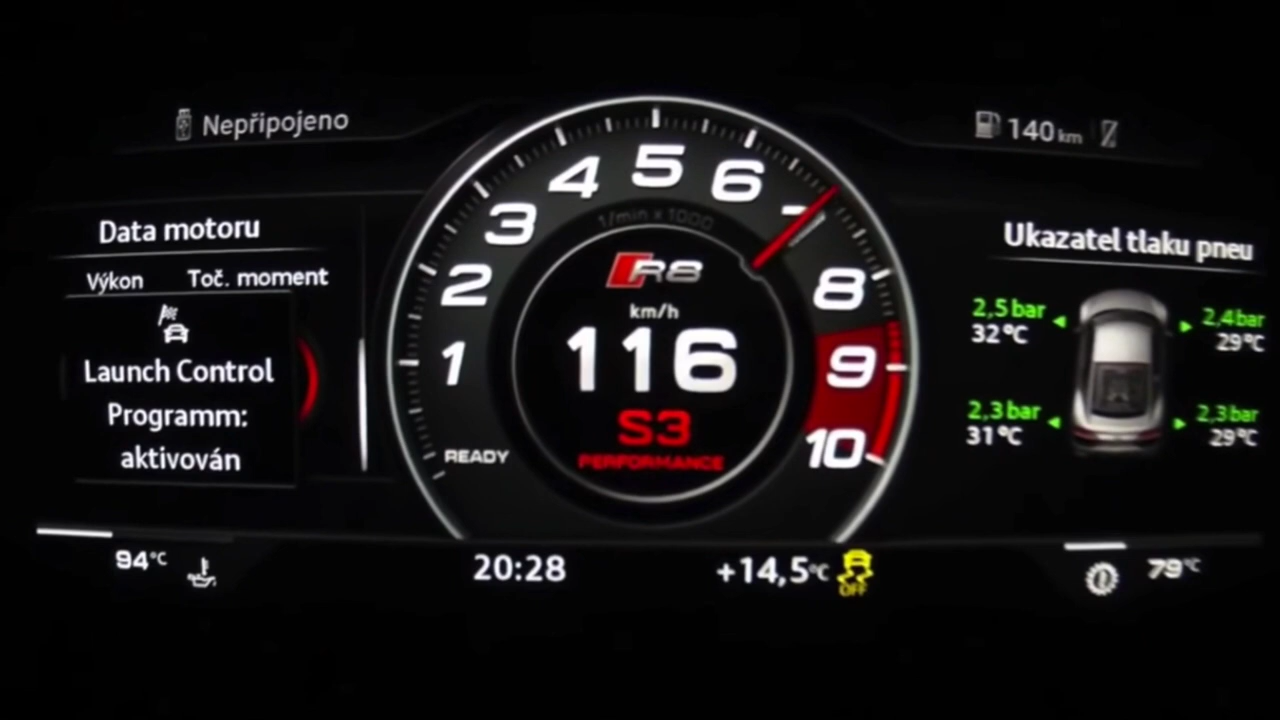 Nepřipojeno
140 km
Data motoru
Výkon Toč. moment
Launch Control
Programm:
aktivován
1 2 3 4 5 6 7 8 9 10
1/min x 1000
R8
km/h
116
S3
PERFORMANCE
READY
Ukazatel tlaku pneu
2,5 bar 2,4 bar
32 °C 29 °C
2,3 bar 2,3 bar
31 °C 29 °C
94 °C
20:28
+14,5 °C
OFF
79 °C